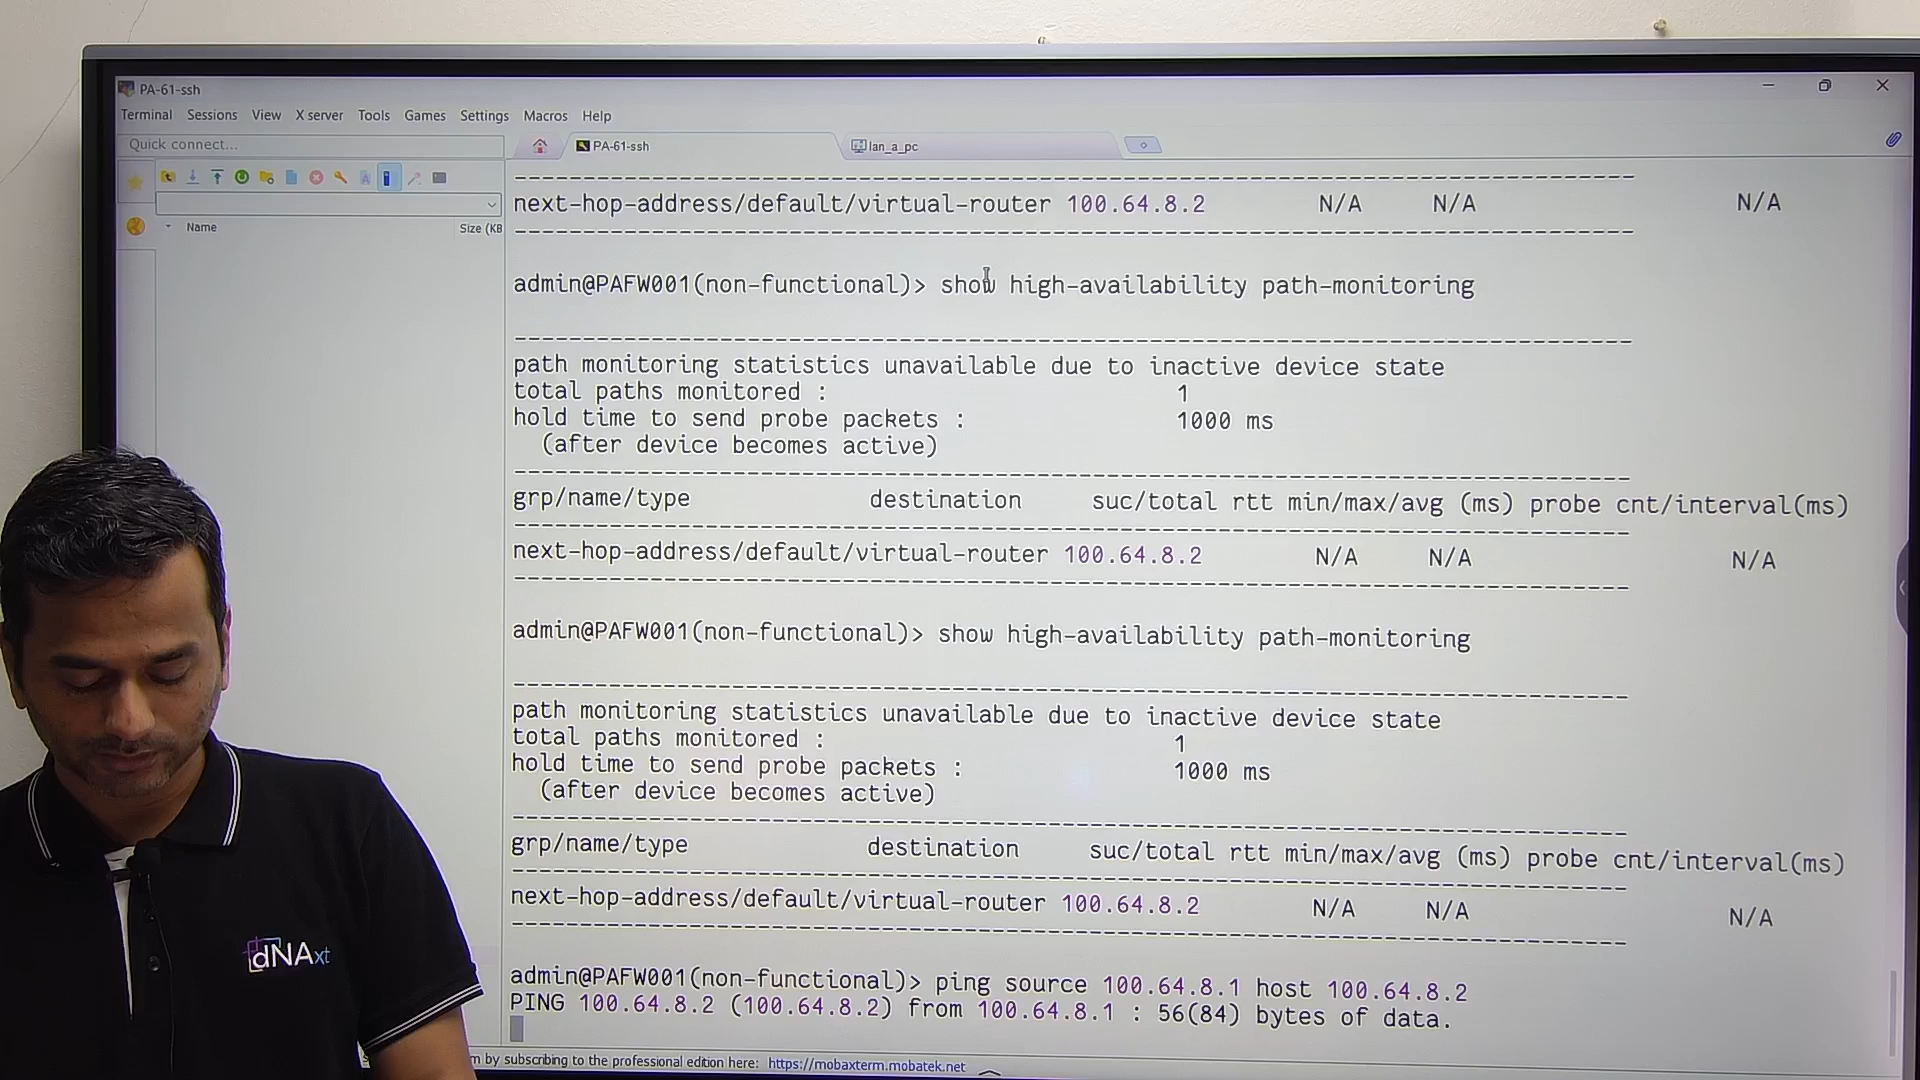 PA-61-ssh
Terminal Sessions View X server Tools Games Settings Macros Help
Quick connect...
PA-61-ssh
lan_a_pc
Name
Size (KB
next-hop-address/default/virtual-router 100.64.8.2 N/A N/A N/A
admin@PAFW001(non-functional)> show high-availability path-monitoring
path monitoring statistics unavailable due to inactive device state
total paths monitored : 1
hold time to send probe packets : 1000 ms
(after device becomes active)
grp/name/type destination suc/total rtt min/max/avg (ms) probe cnt/interval(ms)
next-hop-address/default/virtual-router 100.64.8.2 N/A N/A N/A
admin@PAFW001(non-functional)> show high-availability path-monitoring
path monitoring statistics unavailable due to inactive device state
total paths monitored : 1
hold time to send probe packets : 1000 ms
(after device becomes active)
grp/name/type destination suc/total rtt min/max/avg (ms) probe cnt/interval(ms)
next-hop-address/default/virtual-router 100.64.8.2 N/A N/A N/A
admin@PAFW001(non-functional)> ping source 100.64.8.1 host 100.64.8.2
PING 100.64.8.2 (100.64.8.2) from 100.64.8.1 : 56(84) bytes of data.
m by subscribing to the professional edition here: https://mobaxterm.mobatek.net
dNAxt